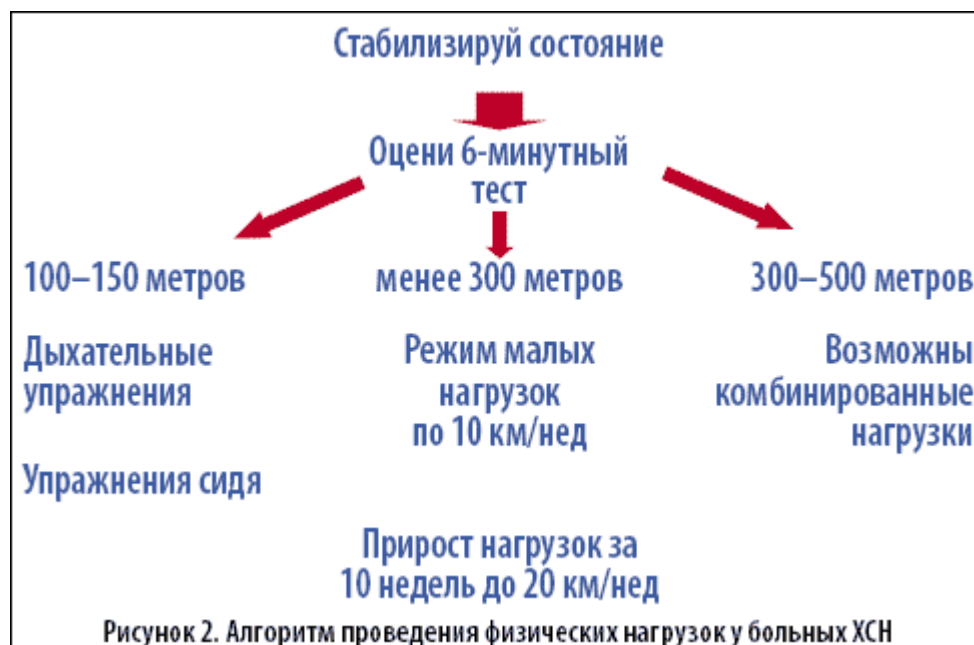 Стабилизируй состояние
Оцени 6-минутный
тест
100–150 метров
менее 300 метров
300–500 метров
Дыхательные
упражнения
Упражнения сидя
Режим малых
нагрузок
по 10 км/нед
Возможны
комбинированные
нагрузки
Прирост нагрузок за
10 недель до 20 км/нед
Рисунок 2. Алгоритм проведения физических нагрузок у больных ХСН